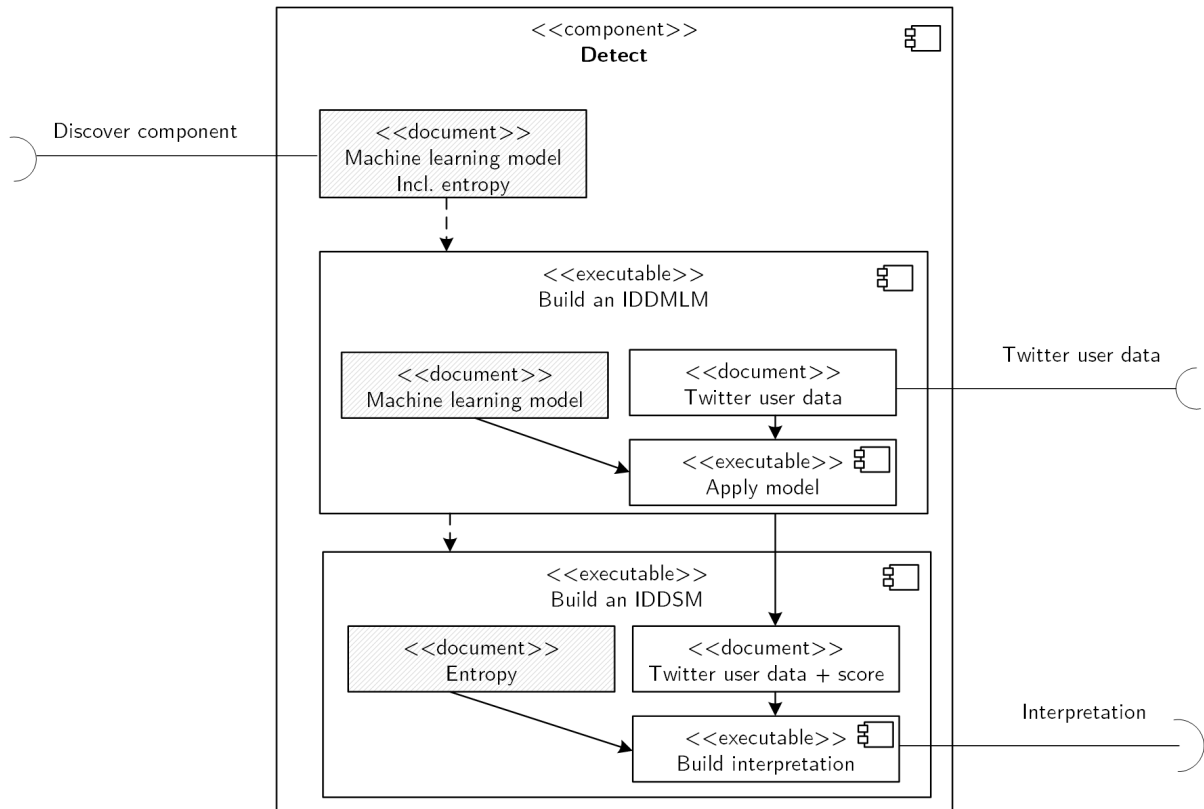 <<component>>
Detect
Discover component
<<document>>
Machine learning model
Incl. entropy
<<executable>>
Build an IDDMLM
Twitter user data
<<document>>
Machine learning model
<<document>>
Twitter user data
<<executable>>
Apply model
<<executable>>
Build an IDDSM
<<document>>
Entropy
<<document>>
Twitter user data + score
Interpretation
<<executable>>
Build interpretation